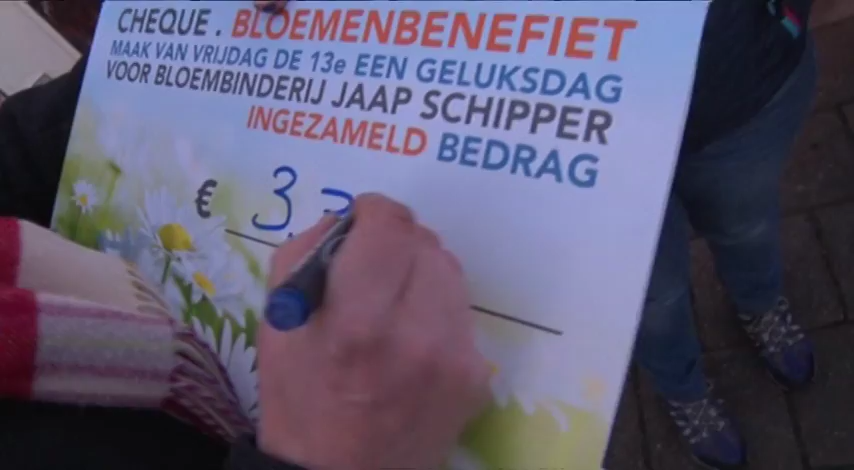 CHEQUE. BLOEMENBENEFIET
MAAK VAN VRIJDAG DE 13e EEN GELUKSDAG
VOOR BLOEMBINDERIJ JAAP SCHIPPER
INGEZAMELD BEDRAG
€ 3,